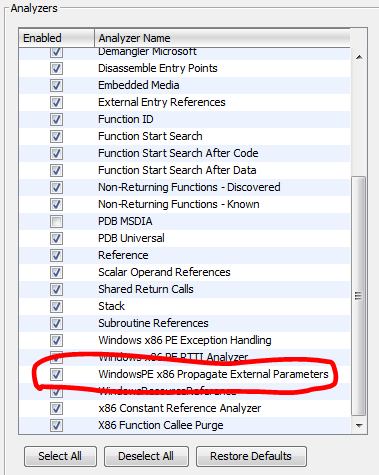 Analyzers
Enabled Analyzer Name
Demangler Microsoft
Disassemble Entry Points
Embedded Media
External Entry References
Function ID
Function Start Search
Function Start Search After Code
Function Start Search After Data
Non-Returning Functions - Discovered
Non-Returning Functions - Known
PDB MSDIA
PDB Universal
Reference
Scalar Operand References
Shared Return Calls
Stack
Subroutine References
Windows x86 PE Exception Handling
Windows x86 PE RTTI Analyzer
WindowsPE x86 Propagate External Parameters
WindowsResourceReference
x86 Constant Reference Analyzer
X86 Function Callee Purge
Select All Deselect All Restore Defaults